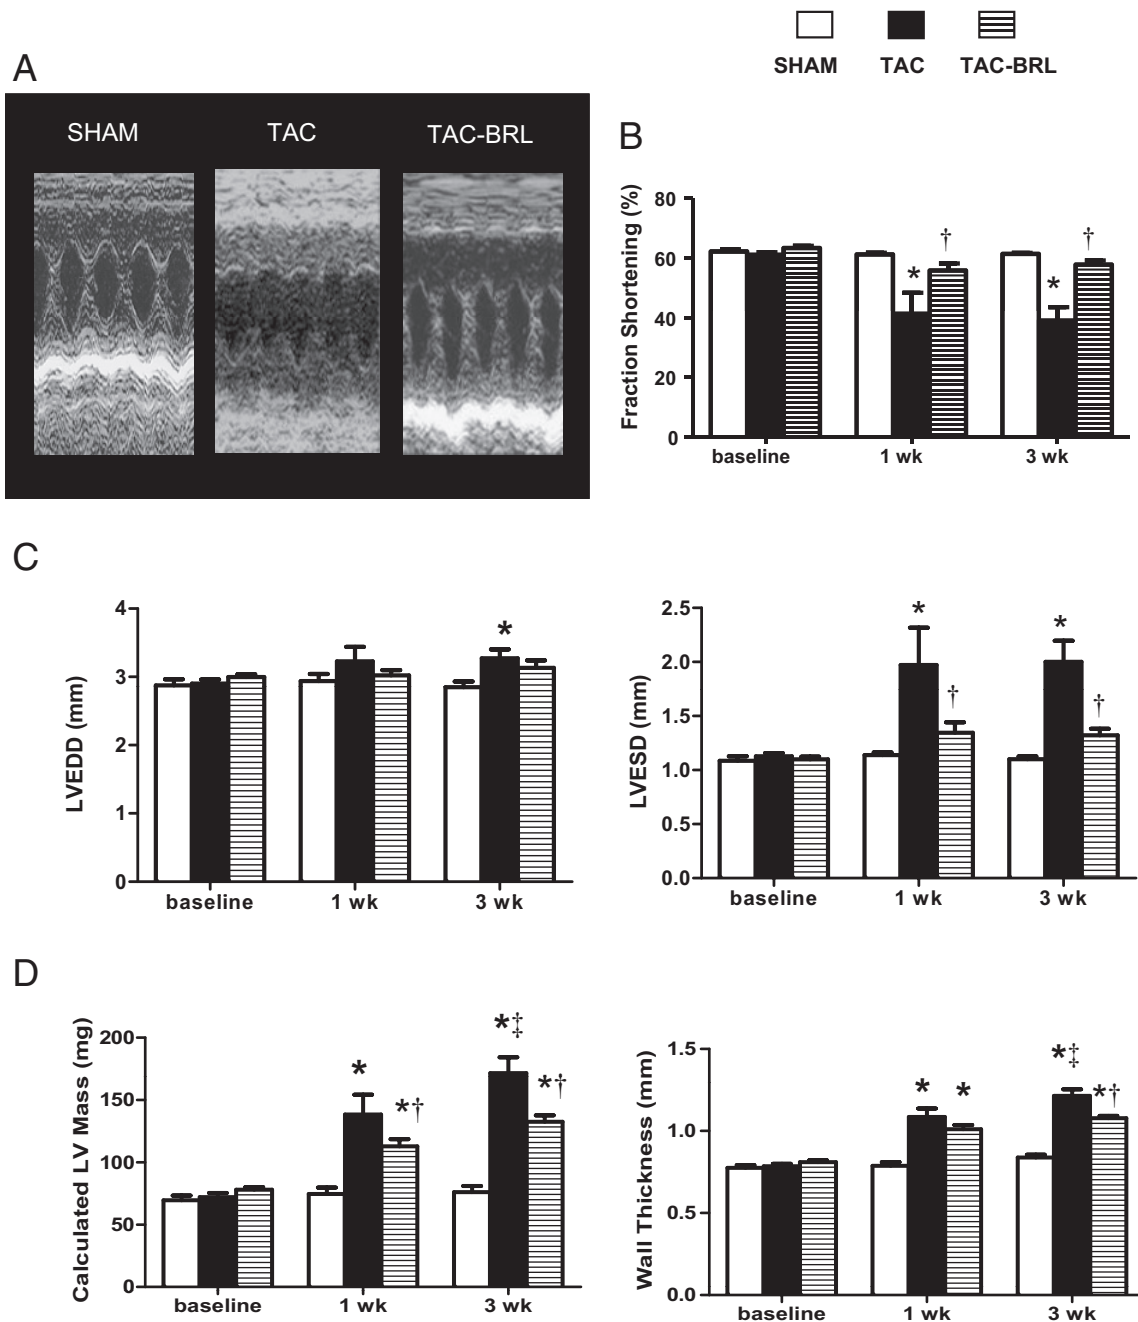 SHAM TAC TAC-BRL
A
SHAM TAC TAC-BRL
B
Fraction Shortening (%)
80
60
40
20
0
* † * †
baseline 1 wk 3 wk
C
LVEDD (mm)
4
3
2
1
0
*
baseline 1 wk 3 wk
LVESD (mm)
2.5
2.0
1.5
1.0
0.5
0.0
* † * †
baseline 1 wk 3 wk
D
Calculated LV Mass (mg)
200
150
100
50
0
* *† *‡ *†
baseline 1 wk 3 wk
Wall Thickness (mm)
1.5
1.0
0.5
0.0
* * *‡ *†
baseline 1 wk 3 wk